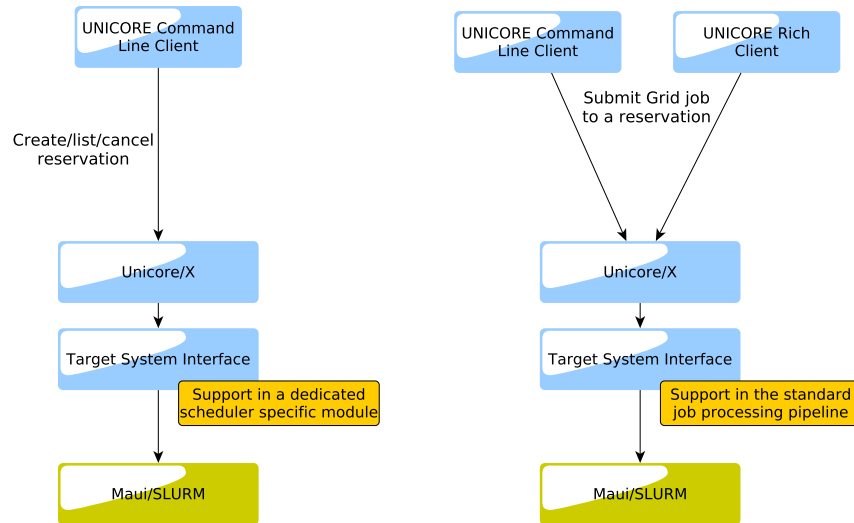 UNICORE Command
Line Client
Create/list/cancel
reservation
Unicore/X
Target System Interface
Support in a dedicated
scheduler specific module
Maui/SLURM
UNICORE Command
Line Client
UNICORE Rich
Client
Submit Grid job
to a reservation
Unicore/X
Target System Interface
Support in the standard
job processing pipeline
Maui/SLURM